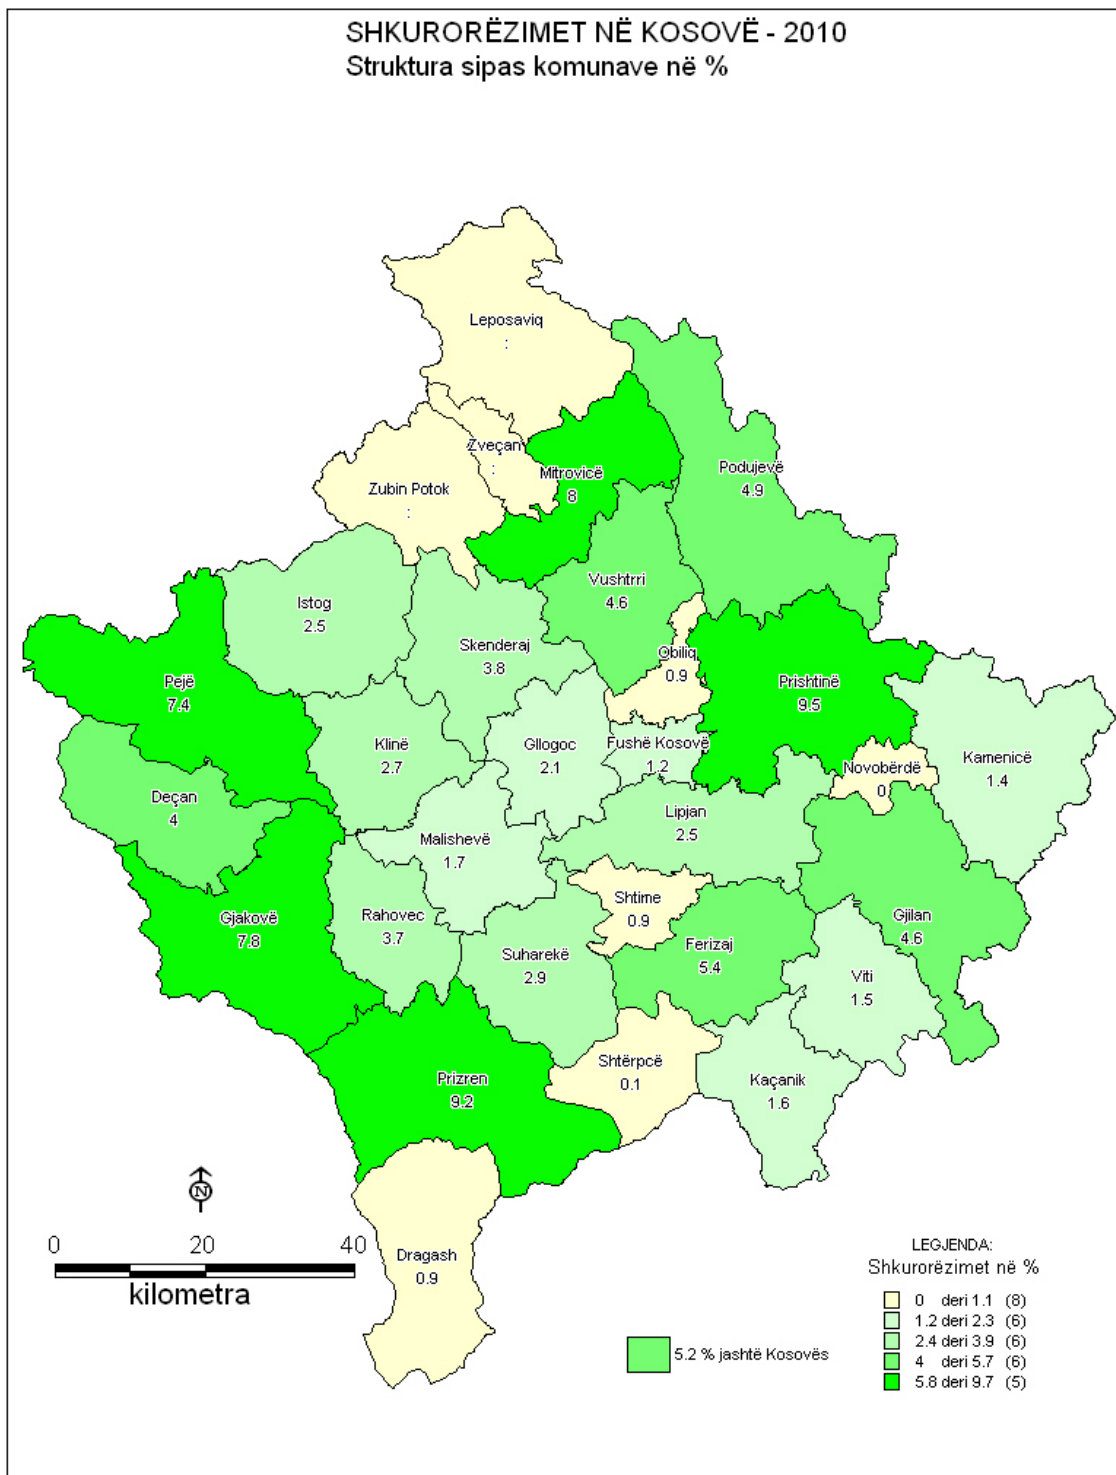 SHKURORËZIMET NË KOSOVË - 2010
Struktura sipas komunave në %
Leposaviq
:
Zveçan
:
Mitrovicë
8
Podujevë
4.9
Zubin Potok
:
Vushtrri
4.6
Istog
2.5
Skenderaj
3.8
Obiliq
0.9
Pejë
7.4
Prishtinë
9.5
Klinë
2.7
Gllogoc
2.1
Fushë Kosovë
1.2
Kamenicë
1.4
Novobërdë
0
Deçan
4
Lipjan
2.5
Malishevë
1.7
Shtime
0.9
Gjakovë
7.8
Rahovec
3.7
Gjilan
4.6
Ferizaj
5.4
Suharekë
2.9
Viti
1.5
Shtërpcë
0.1
Prizren
9.2
Kaçanik
1.6
N
0 20 40
kilometra
Dragash
0.9
LEGJENDA:
Shkurorëzimet në %
0 deri 1.1 (8)
1.2 deri 2.3 (6)
2.4 deri 3.9 (6)
4 deri 5.7 (6)
5.8 deri 9.7 (5)
5.2 % jashtë Kosovës